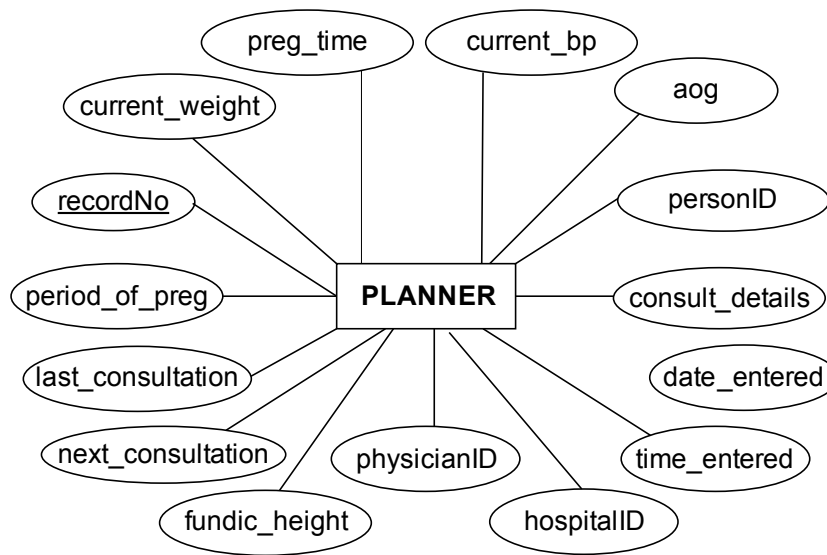 preg_time
current_bp
current_weight
aog
recordNo
personID
period_of_preg
PLANNER
consult_details
last_consultation
date_entered
next_consultation
physicianID
time_entered
fundic_height
hospitalID